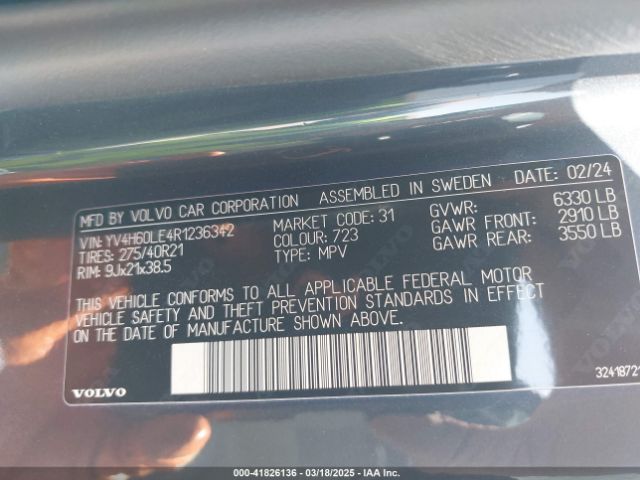 MFD BY VOLVO CAR CORPORATION ASSEMBLED IN SWEDEN DATE: 02/24
VIN: YV4H60LE4R1236342 MARKET CODE: 31 GVWR: 6330 LB
TIRES: 275/40R21 COLOUR: 723 GAWR FRONT: 2910 LB
RIM: 9Jx21x38.5 TYPE: MPV GAWR REAR: 3550 LB
THIS VEHICLE CONFORMS TO ALL APPLICABLE FEDERAL MOTOR
VEHICLE SAFETY AND THEFT PREVENTION STANDARDS IN EFFECT
ON THE DATE OF MANUFACTURE SHOWN ABOVE.
VOLVO 32418721
000-41826136 - 03/18/2025 - IAA Inc.